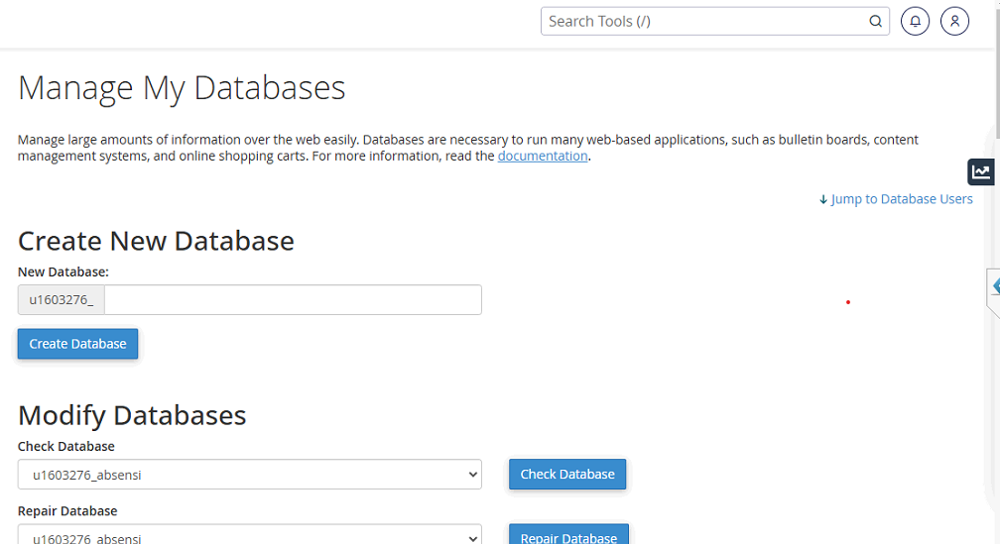 Search Tools (/)
Manage My Databases
Manage large amounts of information over the web easily. Databases are necessary to run many web-based applications, such as bulletin boards, content
management systems, and online shopping carts. For more information, read the documentation.
Jump to Database Users
Create New Database
New Database:
u1603276_
Create Database
Modify Databases
Check Database
u1603276_absensi
Check Database
Repair Database
u1603276_absensi
Repair Database